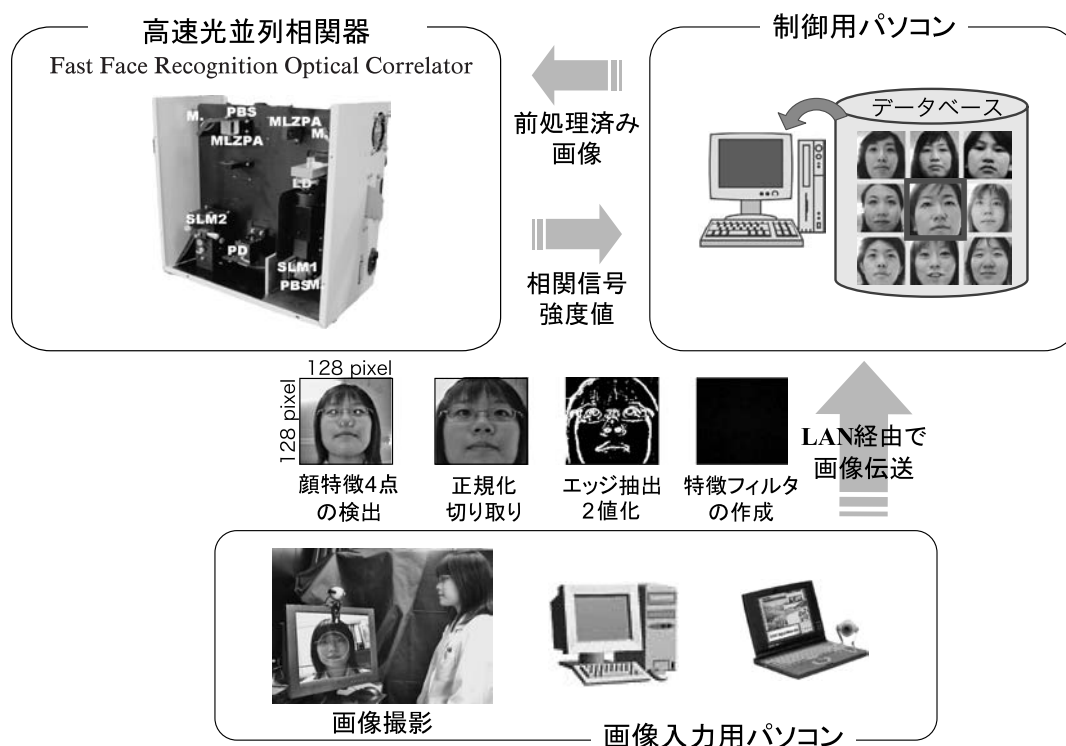 高速光並列相関器
Fast Face Recognition Optical Correlator
M.
PBS
MLZPA
MLZPA
M.
LD
SLM2
PD
SLM1
PBS
M.
前処理済み
画像
相関信号
強度値
制御用パソコン
データベース
128 pixel
128 pixel
顔特徴4点
の検出
正規化
切り取り
エッジ抽出
2値化
特徴フィルタ
の作成
LAN経由で
画像伝送
画像撮影
画像入力用パソコン